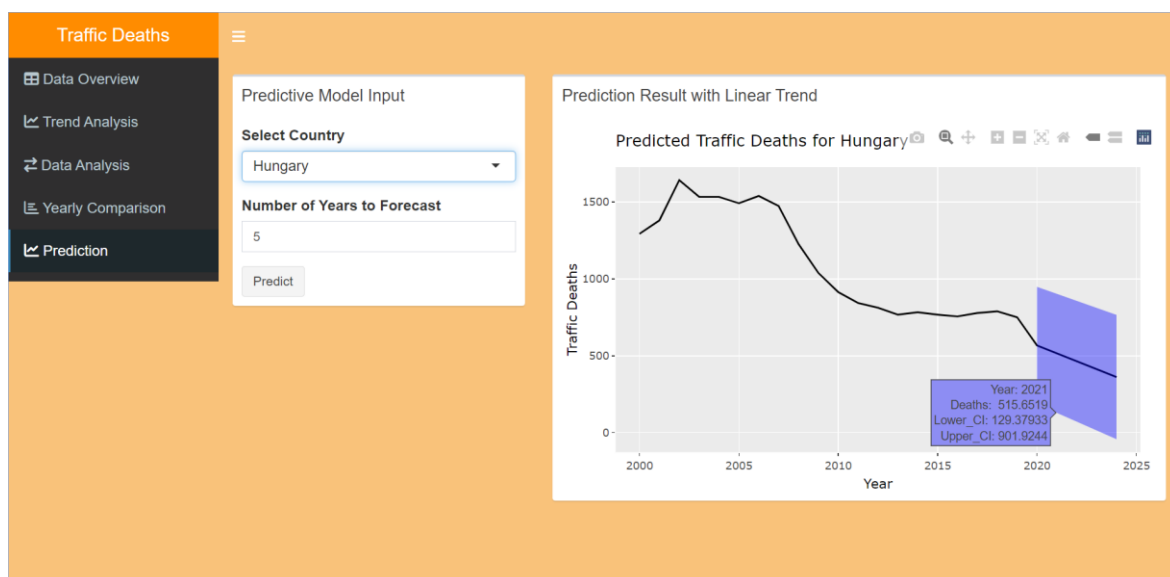 Traffic Deaths
Data Overview
Trend Analysis
Data Analysis
Yearly Comparison
Prediction
Predictive Model Input
Select Country
Hungary
Number of Years to Forecast
5
Predict
Prediction Result with Linear Trend
Predicted Traffic Deaths for Hungary
Traffic Deaths
1500
1000
500
0
Year: 2021
Deaths: 515.6519
Lower_CI: 129.37933
Upper_CI: 901.9244
2000 2005 2010 2015 2020 2025
Year